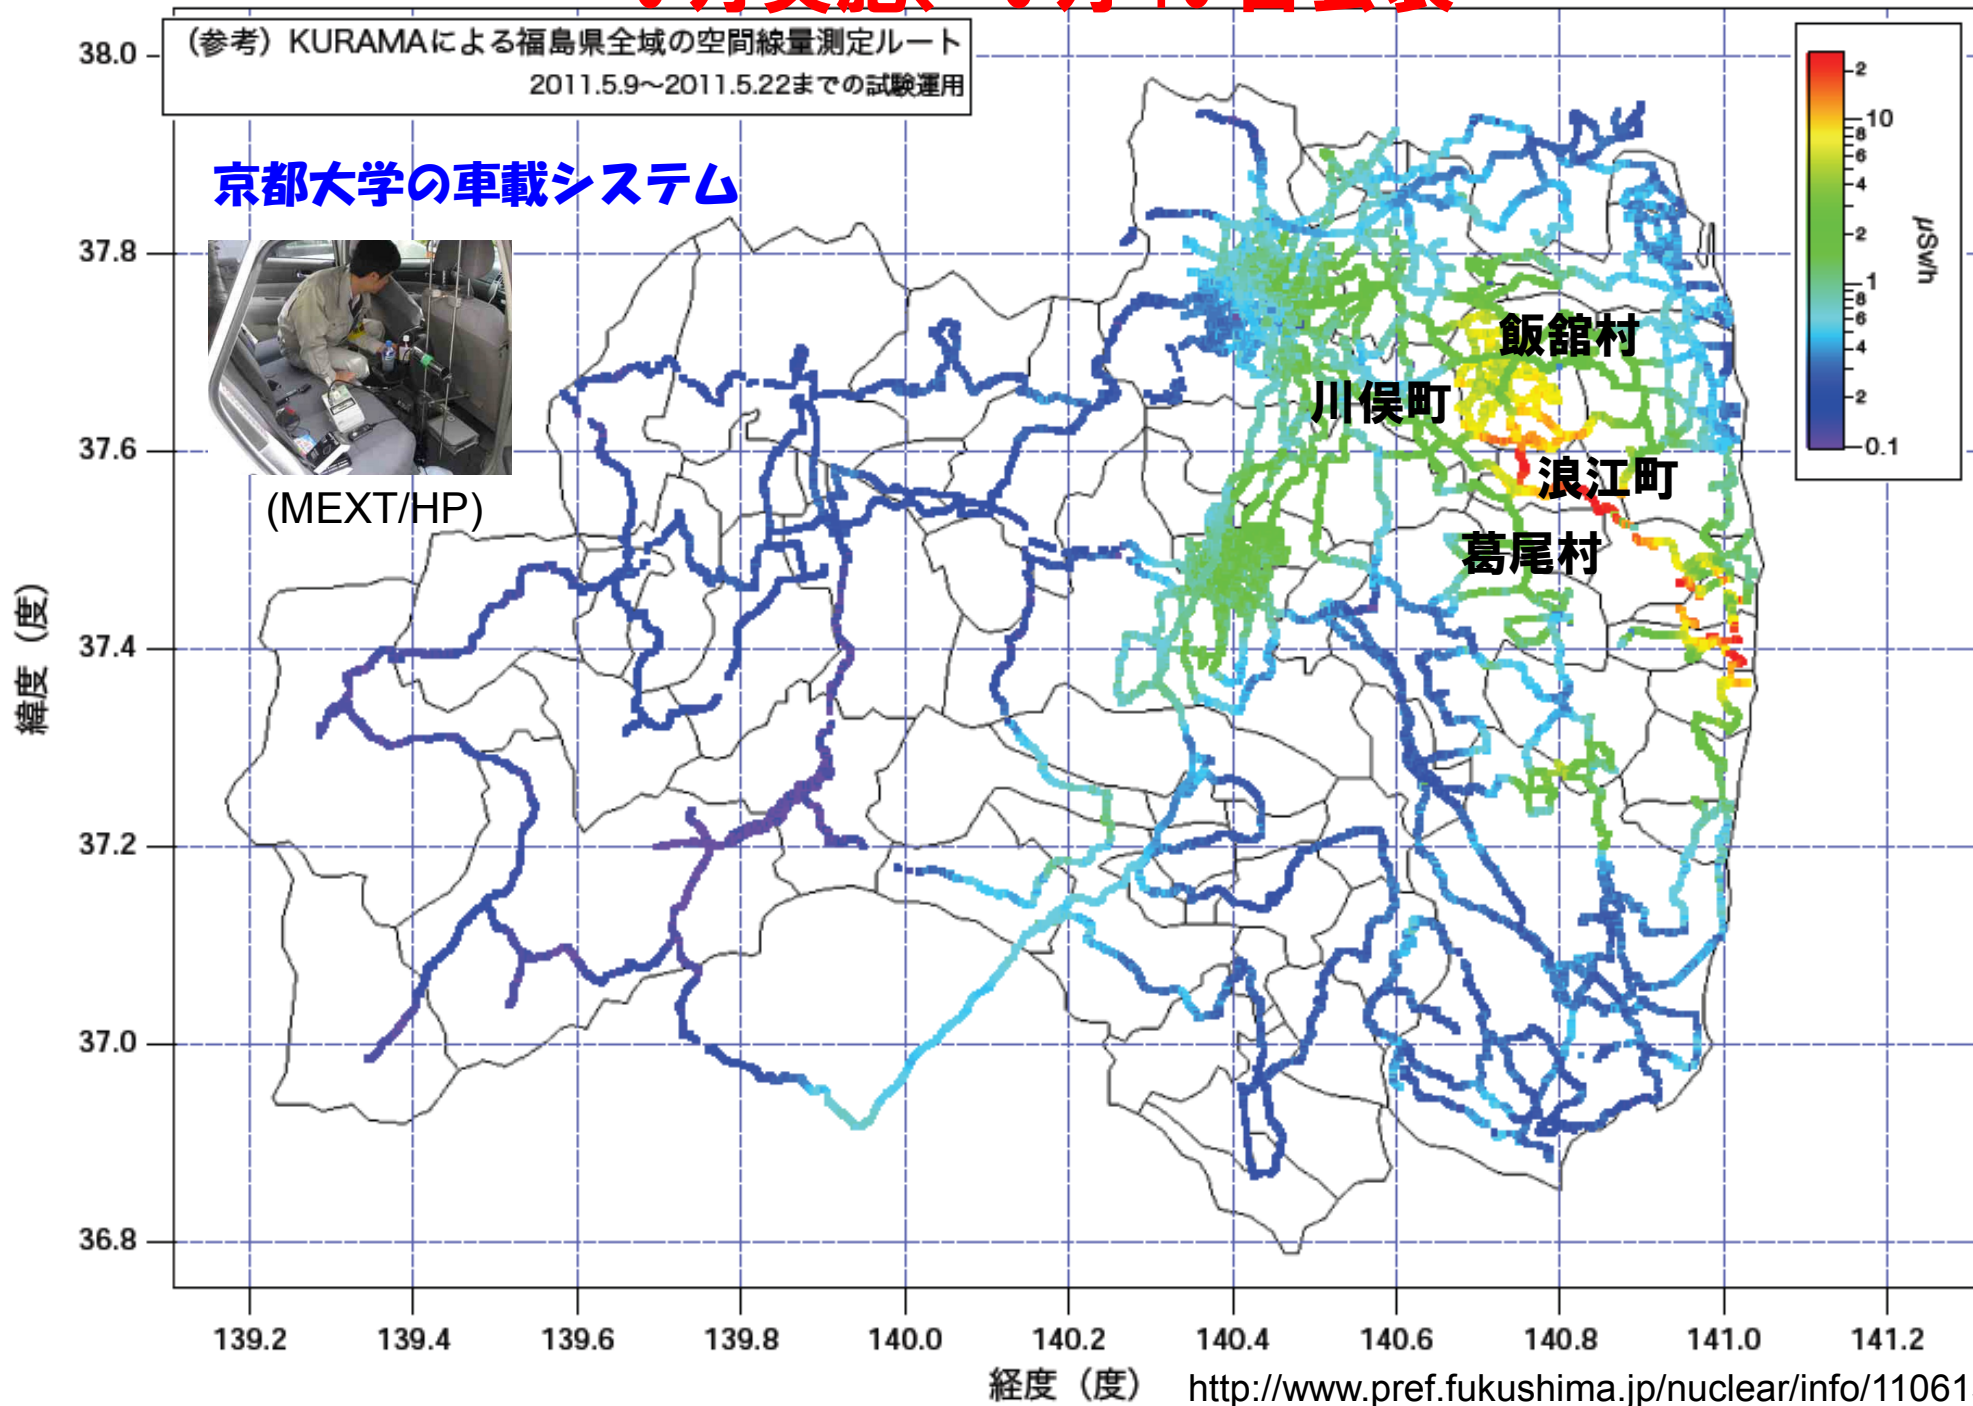 (参考)KURAMAによる福島県全域の空間線量測定ルート
2011.5.9~2011.5.22までの試験運用
京都大学の車載システム
(MEXT/HP)
飯舘村
川俣町
浪江町
葛尾村
2
10
8
6
4
2
1
8
6
4
2
0.1
μSv/h
緯度(度)
38.0
37.8
37.6
37.4
37.2
37.0
36.8
139.2 139.4 139.6 139.8 140.0 140.2 140.4 140.6 140.8 141.0 141.2
経度(度)
http://www.pref.fukushima.jp/nuclear/info/11061